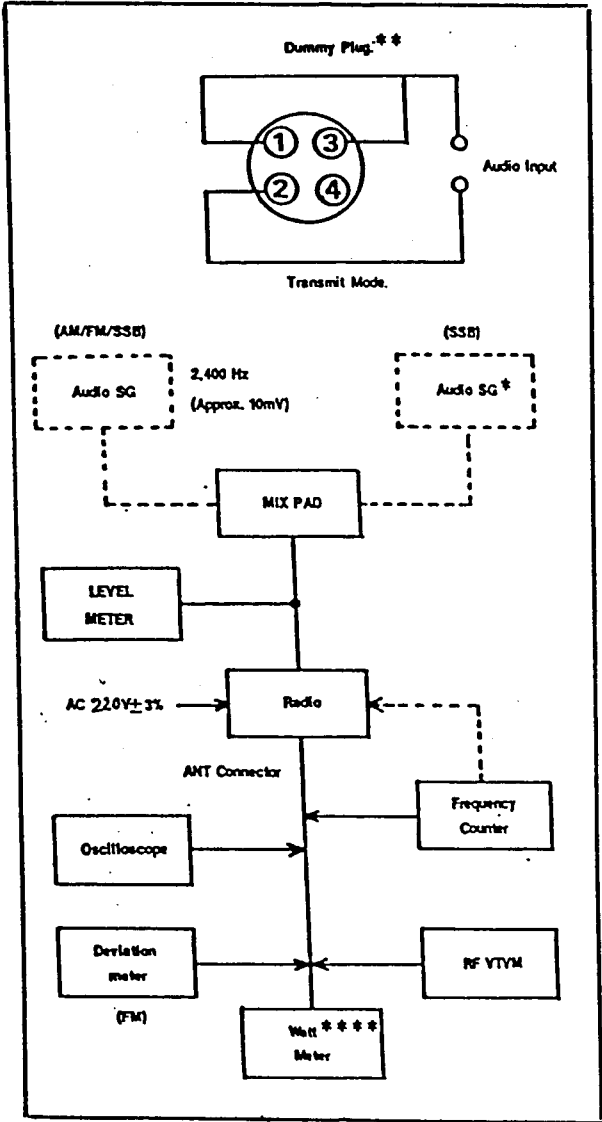 Dummy Plug.**
1 3
2 4
Audio Input
Transmit Mode.
(AM/FM/SSB)
(SSB)
Audio SG
2,400 Hz
(Approx. 10mV)
Audio SG*
MIX PAD
LEVEL
METER
AC 220V±3%
Radio
ANT Connector
Frequency
Counter
Oscilloscope
Deviation
meter
(FM)
RF VTVM
Watt****
Meter